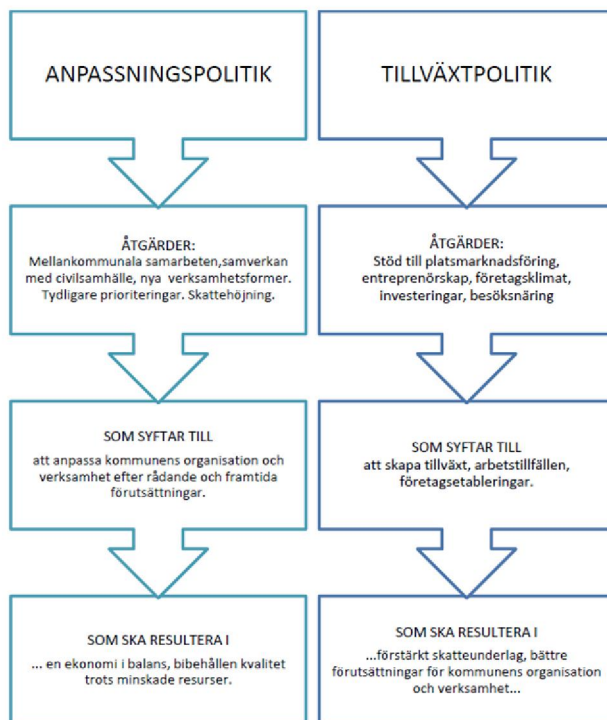 ANPASSNINGSPOLITIK
ÅTGÄRDER:
Mellankommunala samarbeten,samverkan
med civilsamhälle, nya verksamhetsformer.
Tydligare prioriteringar. Skattehöjning.
SOM SYFTAR TILL
att anpassa kommunens organisation och
verksamhet efter rådande och framtida
förutsättningar.
SOM SKA RESULTERA I
... en ekonomi i balans, bibehållen kvalitet
trots minskade resurser.
TILLVÄXTPOLITIK
ÅTGÄRDER:
Stöd till platsmarknadsföring,
entreprenörskap, företagsklimat,
investeringar, besöksnäring
SOM SYFTAR TILL
att skapa tillväxt, arbetstillfällen,
företagsetableringar.
SOM SKA RESULTERA I
...förstärkt skatteunderlag, bättre
förutsättningar för kommunens organisation
och verksamhet...